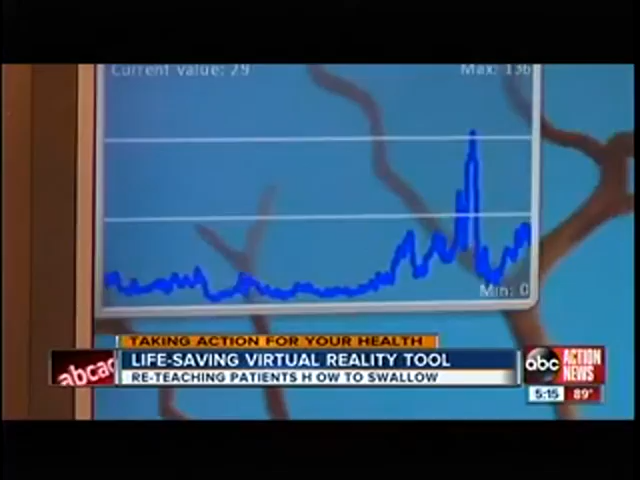 Current value: 29
Max: 136
Min: 0
TAKING ACTION FOR YOUR HEALTH
LIFE-SAVING VIRTUAL REALITY TOOL
RE-TEACHING PATIENTS H OW TO SWALLOW
abcac
abc
ACTION
NEWS
5:15
89°